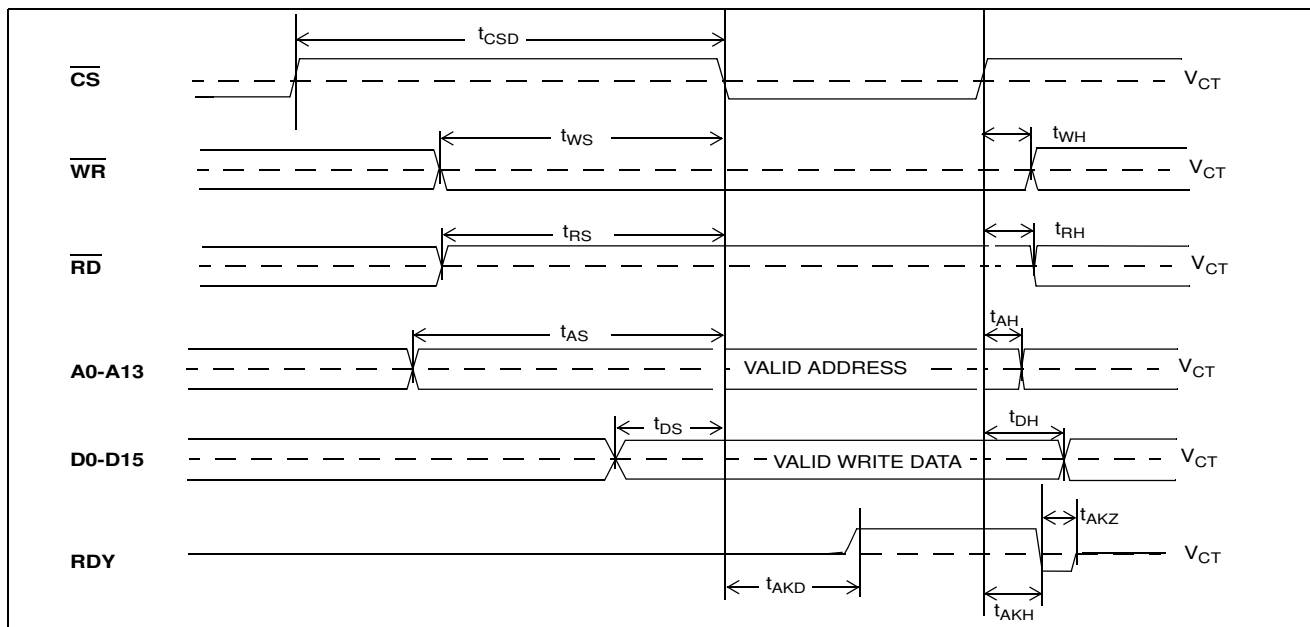 tCSD
CS VCT
tWS tWH
WR VCT
tRS tRH
RD VCT
tAS tAH
A0-A13 VALID ADDRESS VCT
tDS tDH
D0-D15 VALID WRITE DATA VCT
tAKZ
RDY VCT
tAKD
tAKH